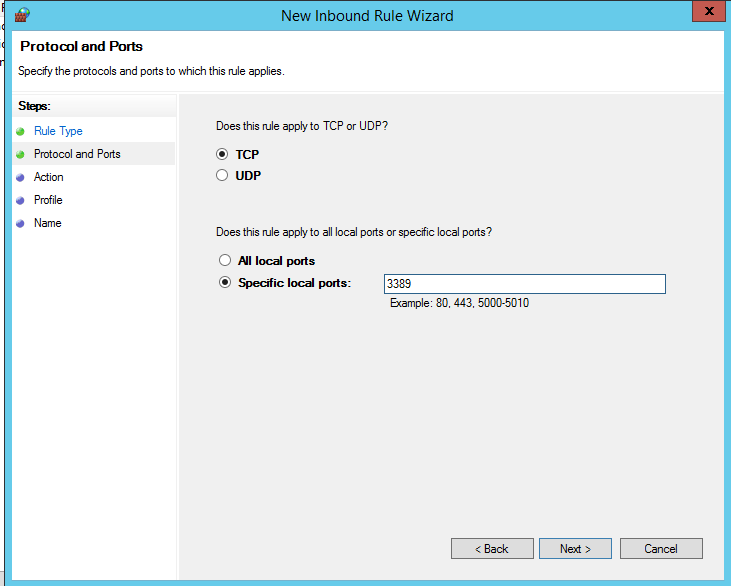 New Inbound Rule Wizard
X
Protocol and Ports
Specify the protocols and ports to which this rule applies.
Steps:
Rule Type
Protocol and Ports
Action
Profile
Name
Does this rule apply to TCP or UDP?
TCP
UDP
Does this rule apply to all local ports or specific local ports?
All local ports
Specific local ports:
3389
Example: 80, 443, 5000-5010
< Back
Next >
Cancel